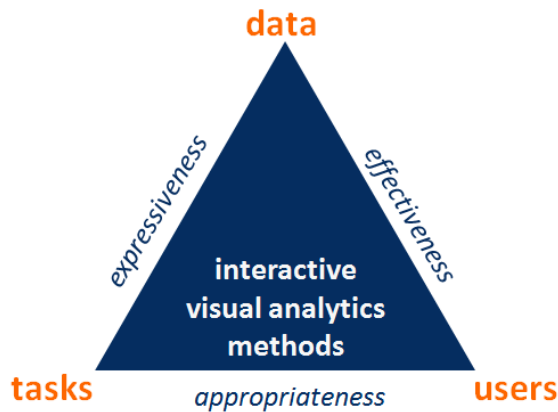 data
expressiveness
effectiveness
interactive
visual analytics
methods
tasks
appropriateness
users